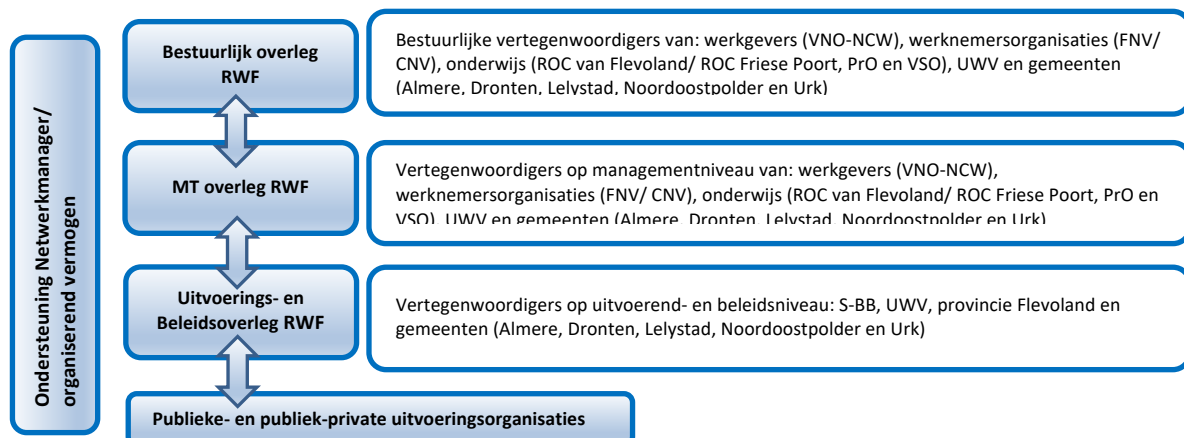 Ondersteuning Netwerkmanager/
organiserend vermogen
Bestuurlijk overleg
RWF
Bestuurlijke vertegenwoordigers van: werkgevers (VNO-NCW), werknemersorganisaties (FNV/
CNV), onderwijs (ROC van Flevoland/ ROC Friese Poort, PrO en VSO), UWV en gemeenten
(Almere, Dronten, Lelystad, Noordoostpolder en Urk)
MT overleg RWF
Vertegenwoordigers op managementniveau van: werkgevers (VNO-NCW),
werknemersorganisaties (FNV/ CNV), onderwijs (ROC van Flevoland/ ROC Friese Poort, PrO en
VSO), UWV en gemeenten (Almere, Dronten, Lelystad, Noordoostpolder en Urk)
Uitvoerings- en
Beleidsoverleg RWF
Vertegenwoordigers op uitvoerend- en beleidsniveau: S-BB, UWV, provincie Flevoland en
gemeenten (Almere, Dronten, Lelystad, Noordoostpolder en Urk)
Publieke- en publiek-private uitvoeringsorganisaties